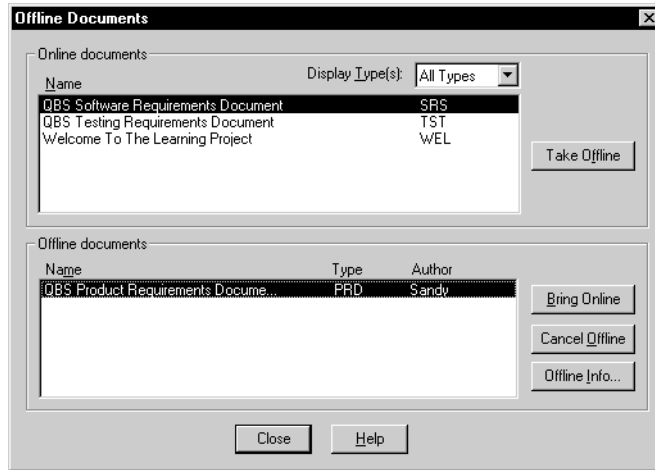 Offline Documents
Online documents
Display Type(s): All Types
Name
QBS Software Requirements Document SRS
QBS Testing Requirements Document TST
Welcome To The Learning Project WEL
Take Offline
Offline documents
Name Type Author
QBS Product Requirements Docume... PRD Sandy
Bring Online
Cancel Offline
Offline Info...
Close Help